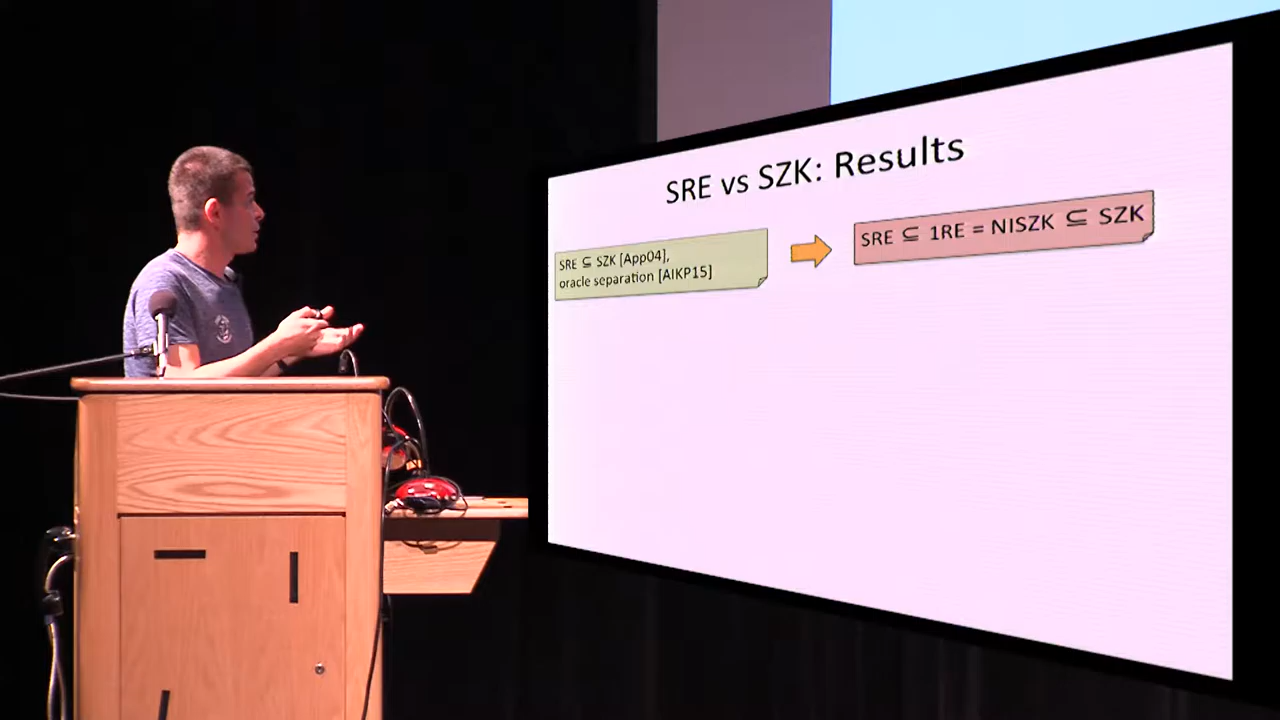 SRE vs SZK: Results
SRE ⊆ SZK [App04],
oracle separation [AIKP15]
SRE ⊆ 1RE = NISZK ⊆ SZK